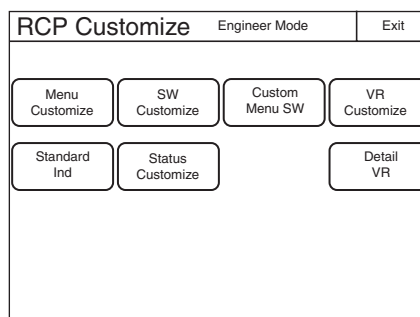 RCP Customize Engineer Mode Exit
Menu
Customize
SW
Customize
Custom
Menu SW
VR
Customize
Standard
Ind
Status
Customize
Detail
VR